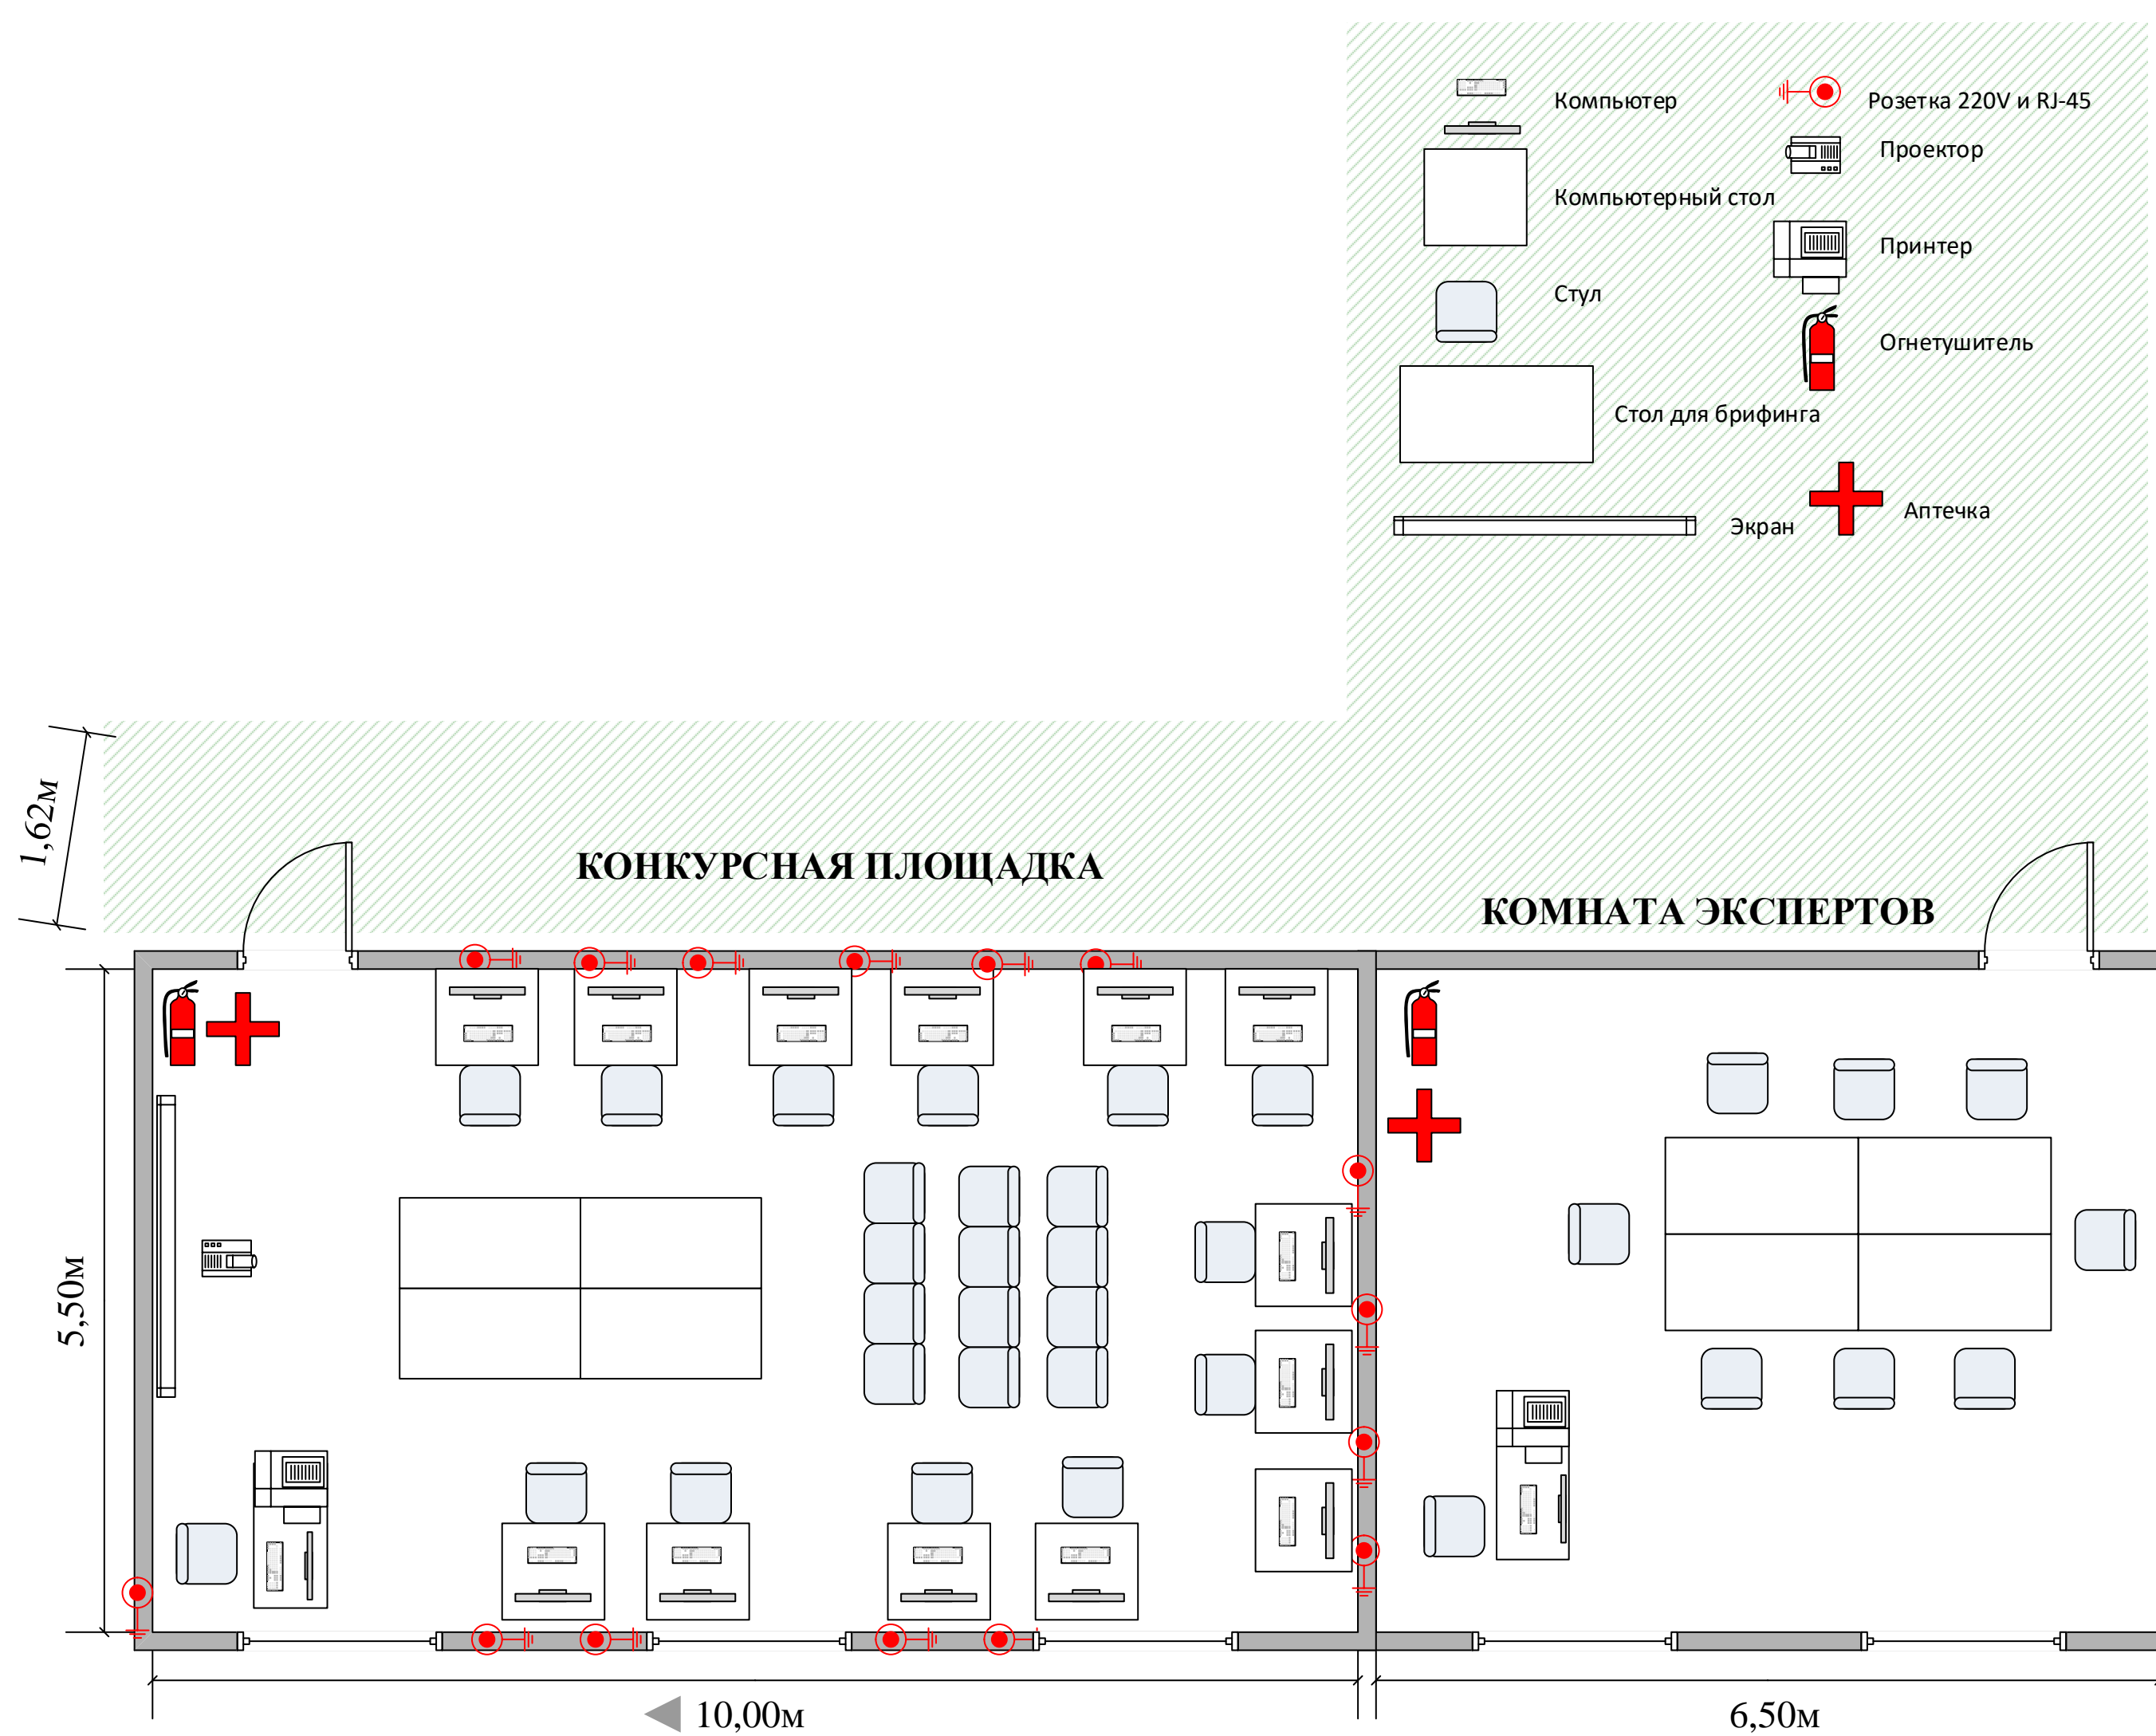 Компьютер
Розетка 220V и RJ-45
Проектор
Компьютерный стол
Принтер
Стул
Огнетушитель
Стол для брифинга
Аптечка
Экран
1,62м
КОНКУРСНАЯ ПЛОЩАДКА
КОМНАТА ЭКСПЕРТОВ
5,50м
10,00м
6,50м